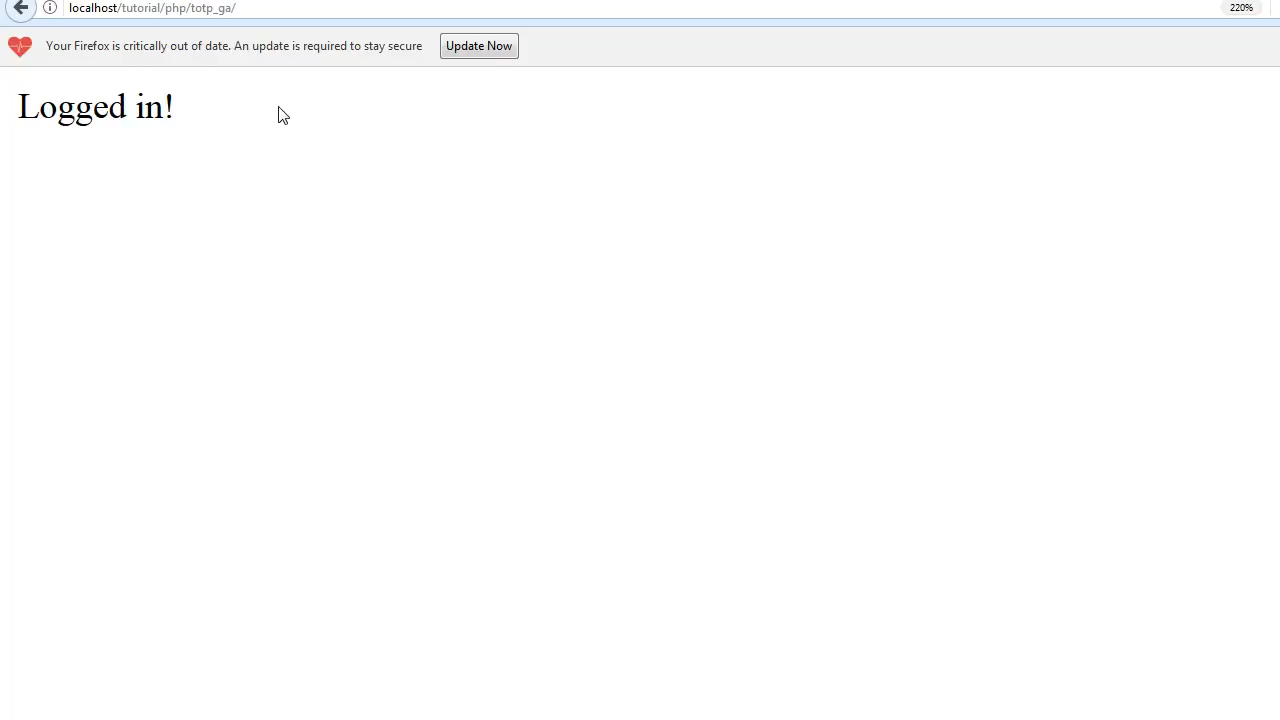 localhost/tutorial/php/totp_ga/
220%
Your Firefox is critically out of date. An update is required to stay secure
Update Now
Logged in!